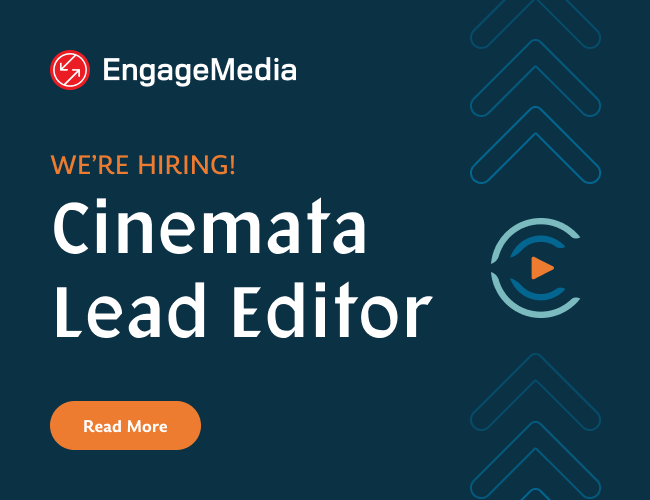 EngageMedia
WE'RE HIRING!
Cinemata
Lead Editor
Read More